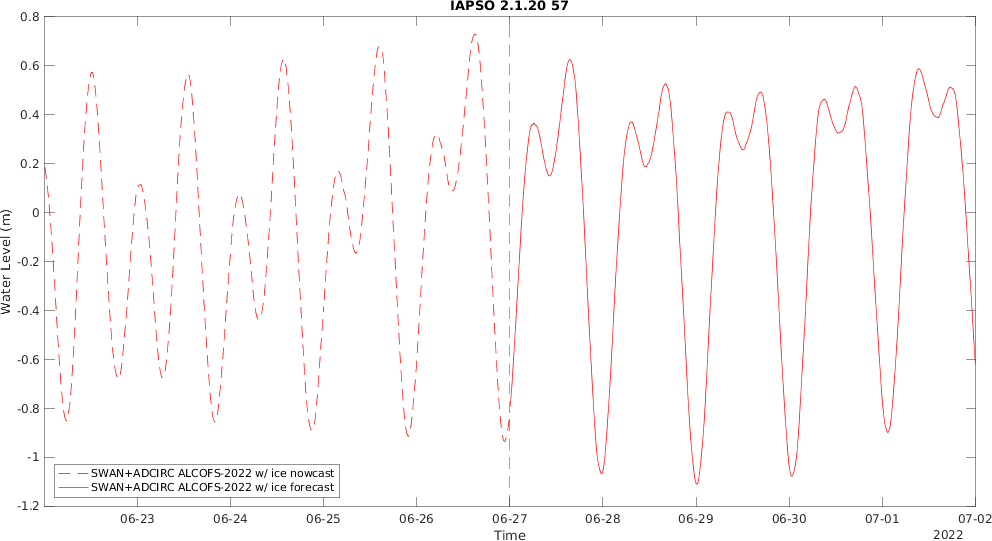 IAPSO 2.1.20 57
0.8
0.6
0.4
0.2
0
-0.2
-0.4
-0.6
-0.8
-1
-1.2
Water Level (m)
SWAN+ADCIRC ALCOFS-2022 w/ ice nowcast
SWAN+ADCIRC ALCOFS-2022 w/ ice forecast
06-23 06-24 06-25 06-26 06-27 06-28 06-29 06-30 07-01 07-02
Time
2022